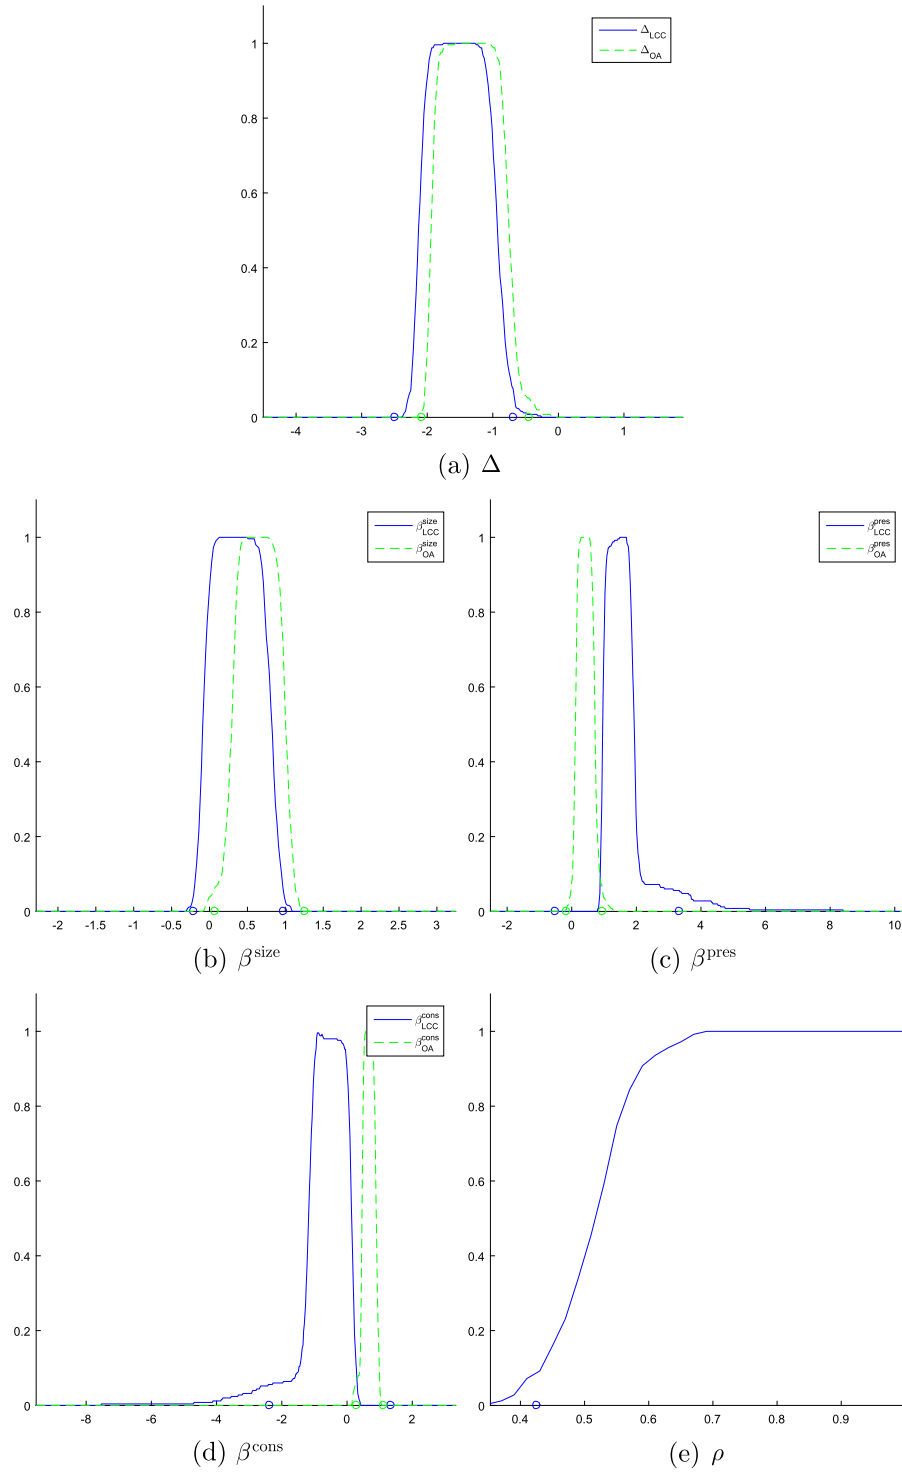 Δ_LCC
Δ_OA
1
0.8
0.6
0.4
0.2
0
-4 -3 -2 -1 0 1
(a) Δ
β^size_LCC
β^size_OA
1
0.8
0.6
0.4
0.2
0
-2 -1.5 -1 -0.5 0 0.5 1 1.5 2 2.5 3
(b) β^size
β^pres_LCC
β^pres_OA
1
0.8
0.6
0.4
0.2
0
-2 0 2 4 6 8 10
(c) β^pres
β^cons_LCC
β^cons_OA
1
0.8
0.6
0.4
0.2
0
-8 -6 -4 -2 0 2
(d) β^cons
1
0.8
0.6
0.4
0.2
0
0.4 0.5 0.6 0.7 0.8 0.9
(e) ρ